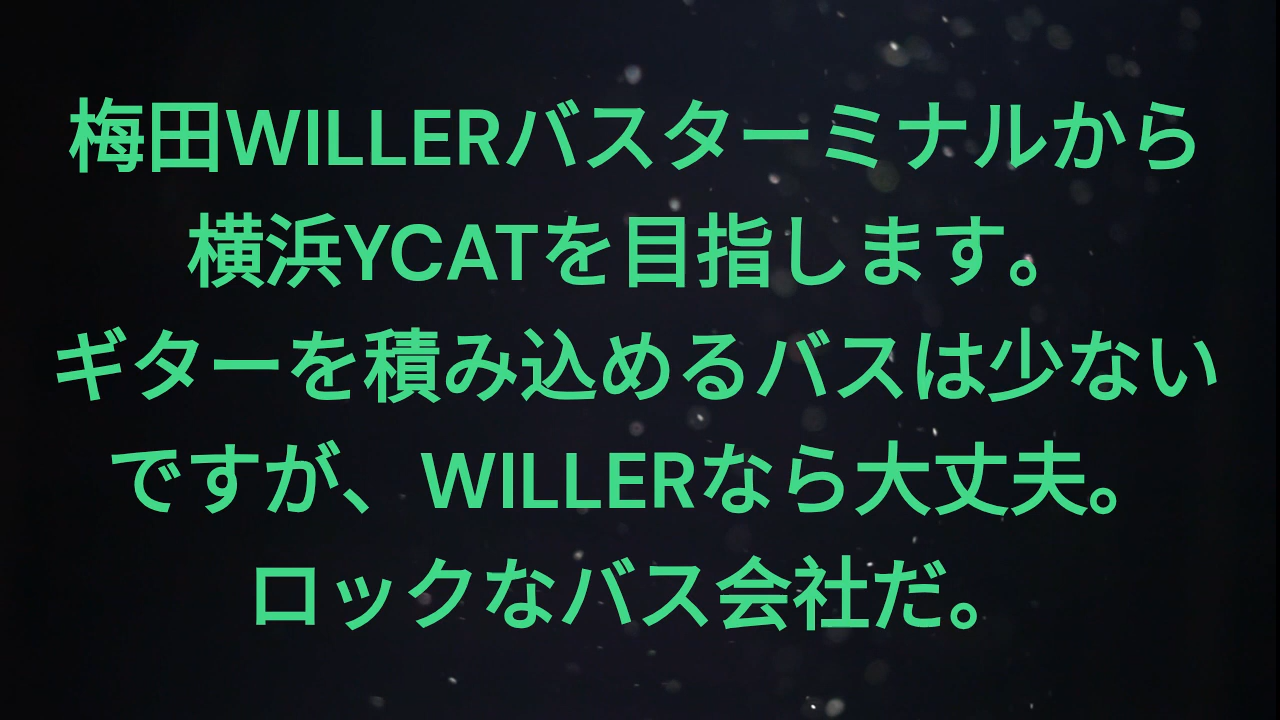 梅田WILLERバスターミナルから
横浜YCATを目指します。
ギターを積み込めるバスは少ない
ですが、WILLERなら大丈夫。
ロックなバス会社だ。